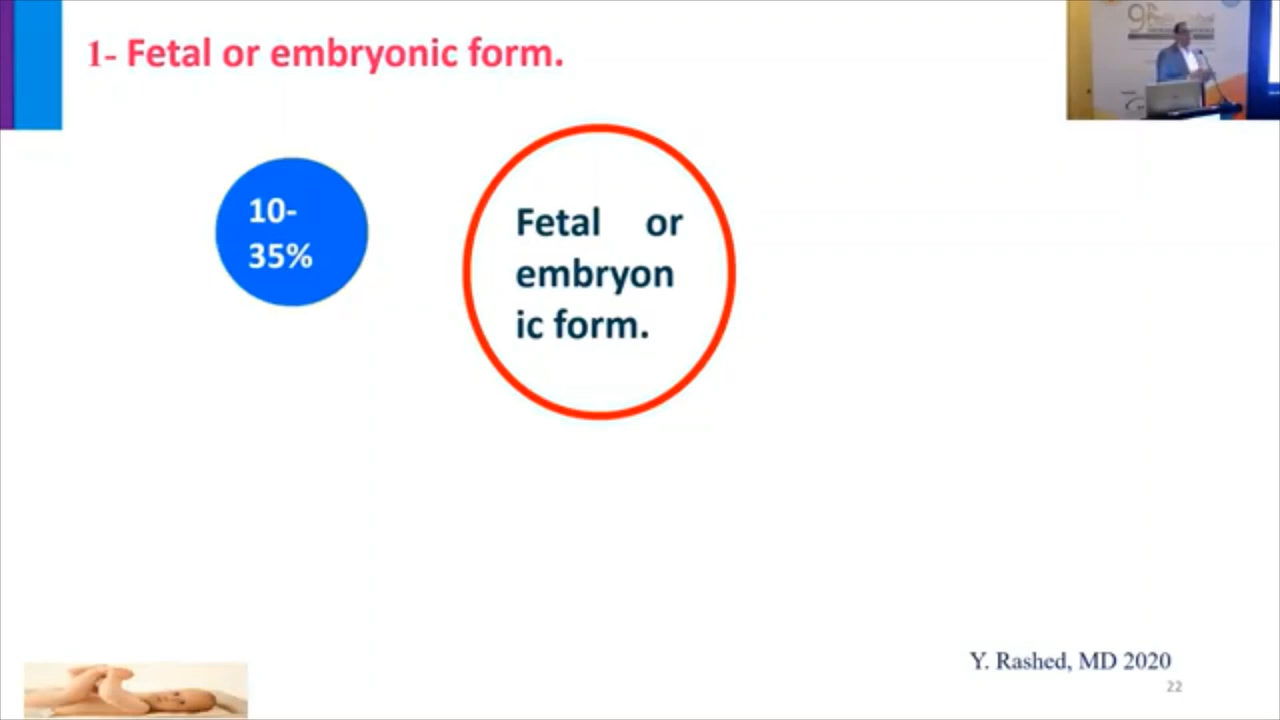 1- Fetal or embryonic form.
10-
35%
Fetal or
embryon
ic form.
Y. Rashed, MD 2020
22